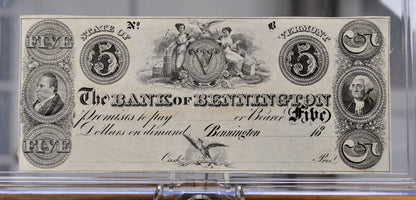 Nº B
STATE OF VERMONT
FIVE 5 V 5 5
The BANK OF BENNINGTON
Promises to pay or Bearer Five
Dollars on demand Bennington 18
FIVE 5
Cash Pres!